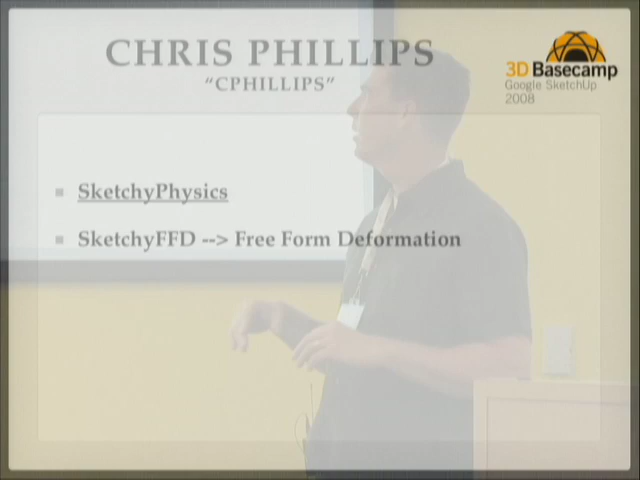 CHRIS PHILLIPS
“CPHILLIPS”
3D Basecamp
Google SketchUp
2008
SketchyPhysics
SketchyFFD --> Free Form Deformation